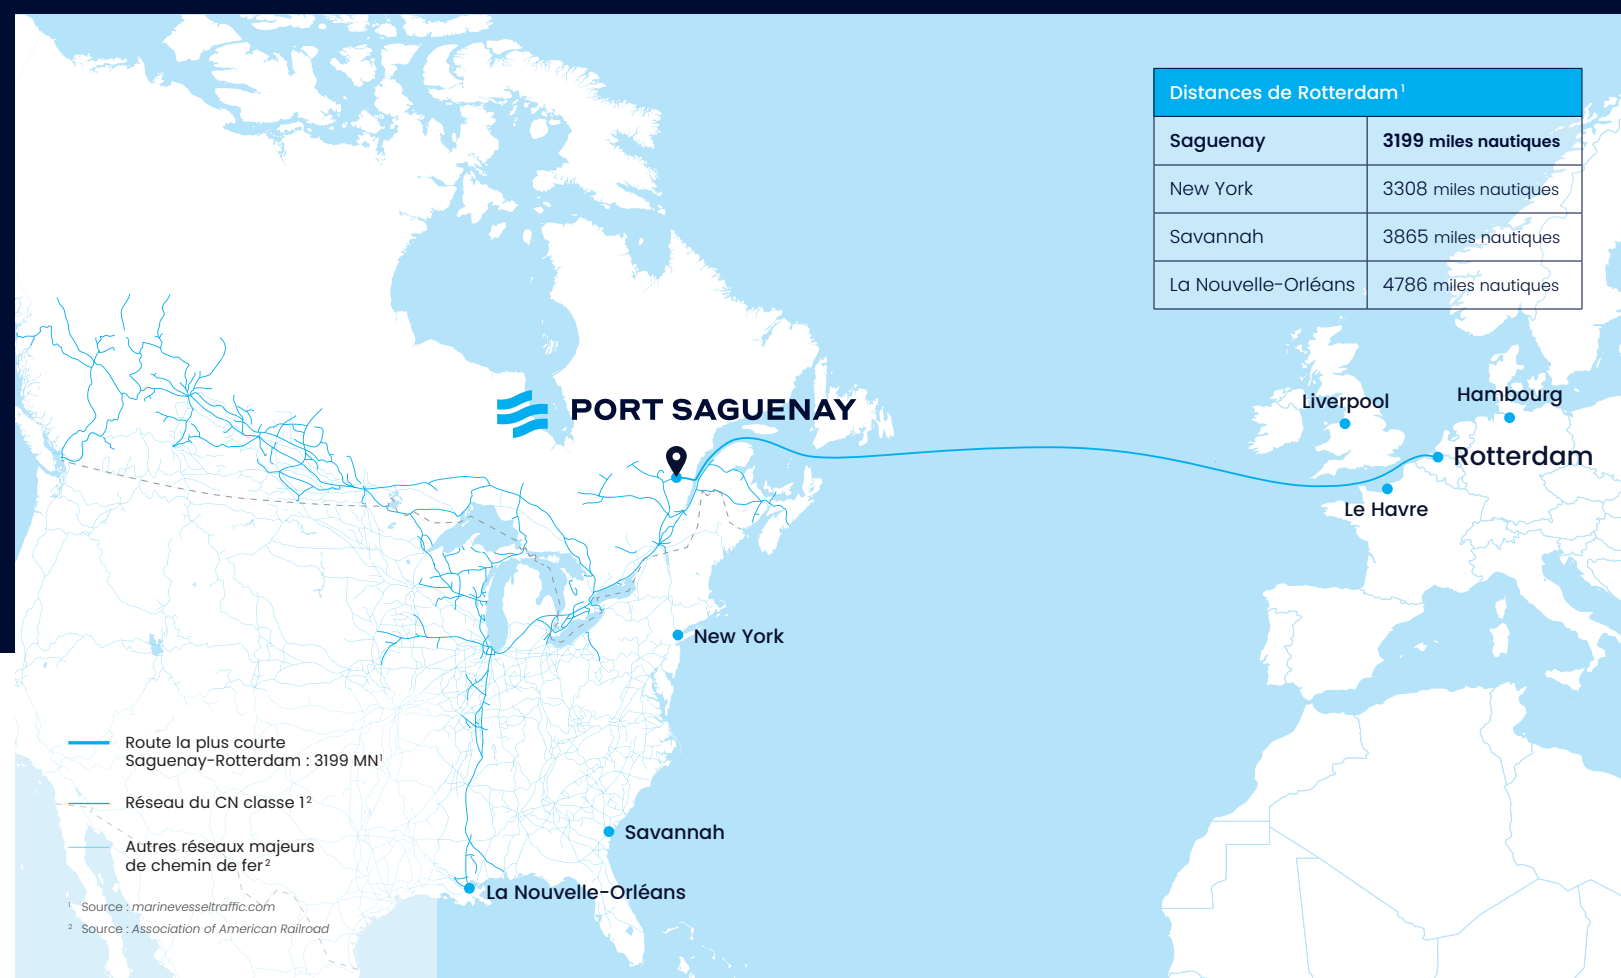 Distances de Rotterdam¹
Saguenay 3199 miles nautiques
New York 3308 miles nautiques
Savannah 3865 miles nautiques
La Nouvelle-Orléans 4786 miles nautiques
PORT SAGUENAY
Liverpool
Hambourg
Rotterdam
Le Havre
New York
Savannah
La Nouvelle-Orléans
Route la plus courte
Saguenay-Rotterdam : 3199 MN¹
Réseau du CN classe 1²
Autres réseaux majeurs
de chemin de fer²
¹ Source : marinevesseltraffic.com
² Source : Association of American Railroad